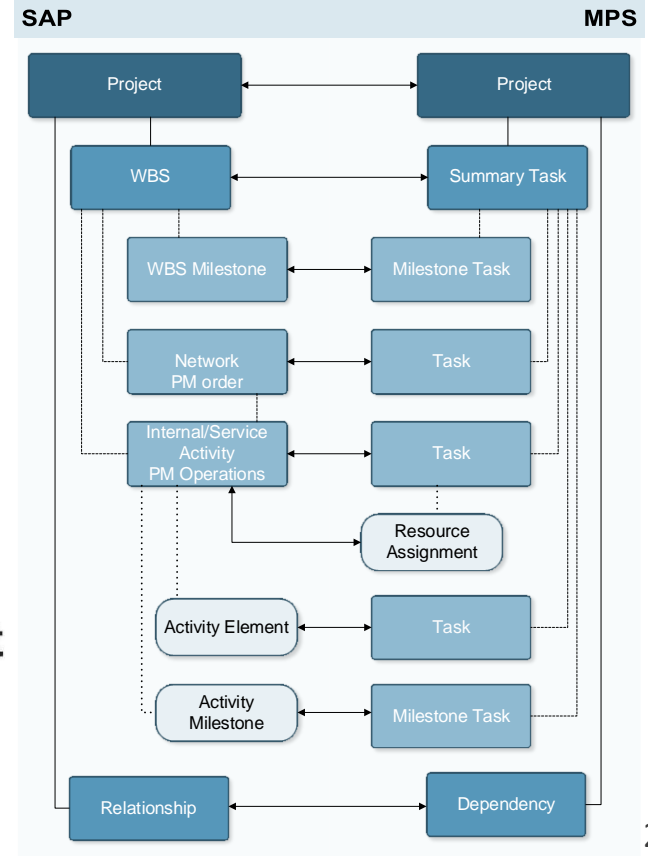 SAP MPS
Project Project
WBS Summary Task
WBS Milestone Milestone Task
Network
PM order
Task
Internal/Service
Activity
PM Operations
Task
Resource
Assignment
Activity Element Task
Activity
Milestone
Milestone Task
Relationship Dependency